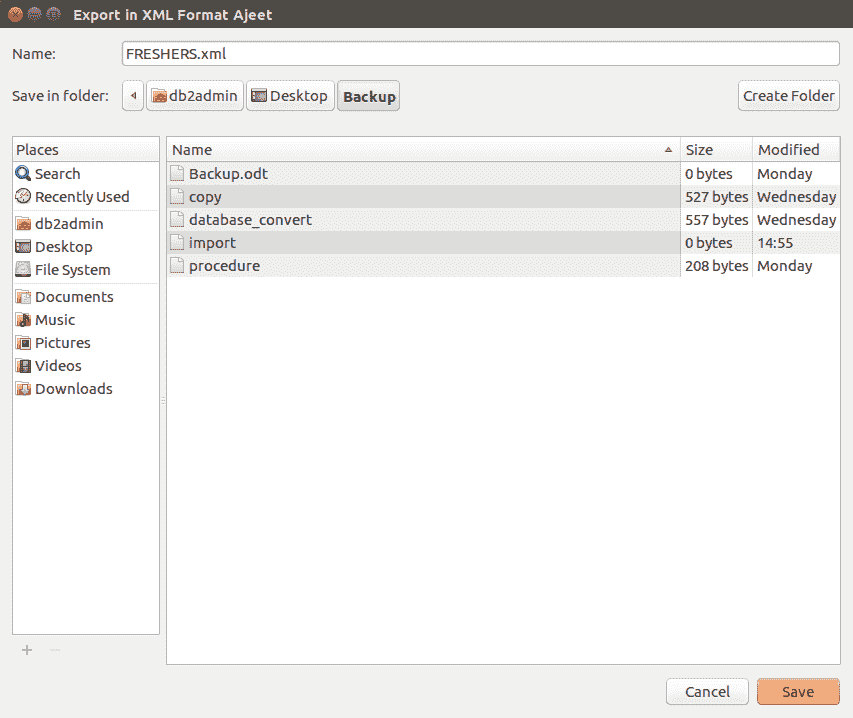 Export in XML Format Ajeet
Name: FRESHERS.xml
Save in folder: db2admin Desktop Backup Create Folder
Places
Search
Recently Used
db2admin
Desktop
File System
Documents
Music
Pictures
Videos
Downloads
Name Size Modified
Backup.odt 0 bytes Monday
copy 527 bytes Wednesday
database_convert 557 bytes Wednesday
import 0 bytes 14:55
procedure 208 bytes Monday
Cancel Save